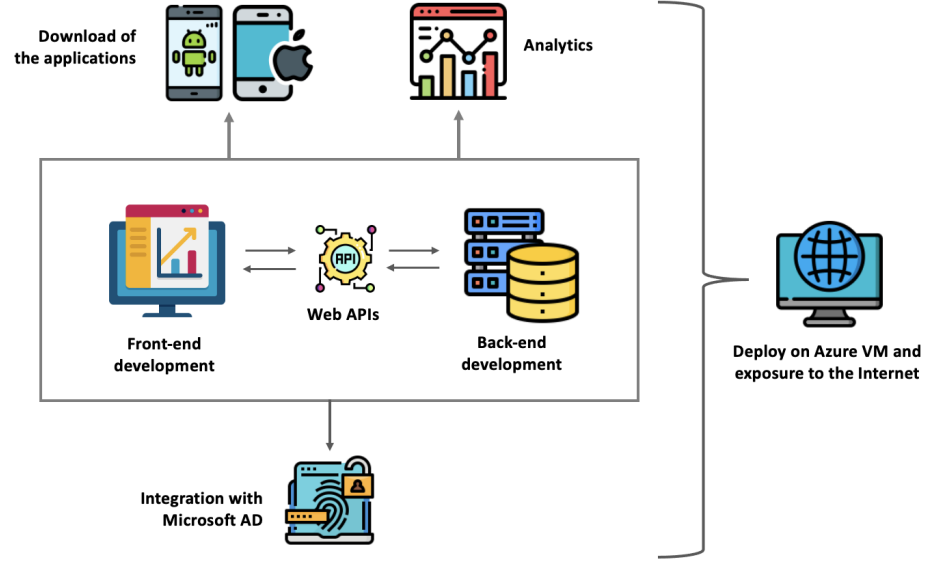 Download of
the applications
Analytics
API
Web APIs
Front-end
development
Back-end
development
Deploy on Azure VM and
exposure to the Internet
Integration with
Microsoft AD